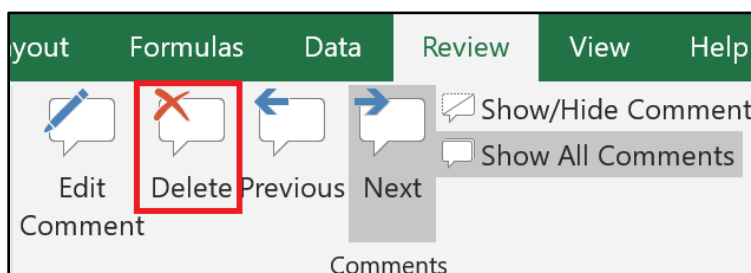 yout Formulas Data Review View Help
Edit Comment
Delete
Previous
Next
Show/Hide Comment
Show All Comments
Comments